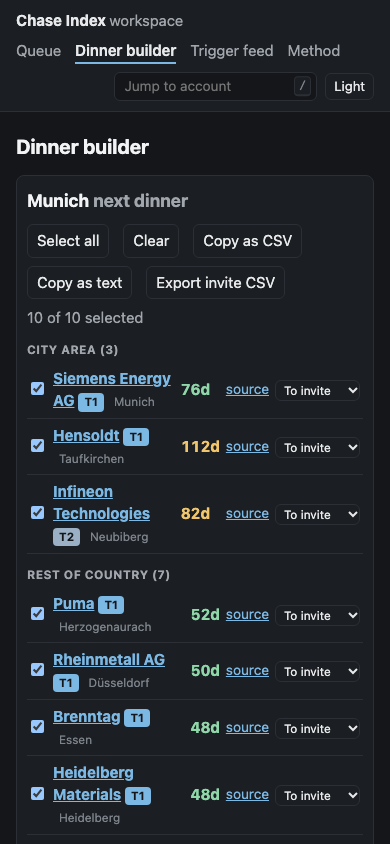 Chase Index workspace
Queue Dinner builder Trigger feed Method
Jump to account / Light
Dinner builder
Munich next dinner
Select all Clear Copy as CSV
Copy as text Export invite CSV
10 of 10 selected
CITY AREA (3)
Siemens Energy
AG T1 Munich 76d source To invite
Hensoldt T1
Taufkirchen 112d source To invite
Infineon
Technologies
T2 Neubiberg 82d source To invite
REST OF COUNTRY (7)
Puma T1
Herzogenaurach 52d source To invite
Rheinmetall AG
T1 Düsseldorf 50d source To invite
Brenntag T1
Essen 48d source To invite
Heidelberg
Materials T1
Heidelberg 48d source To invite